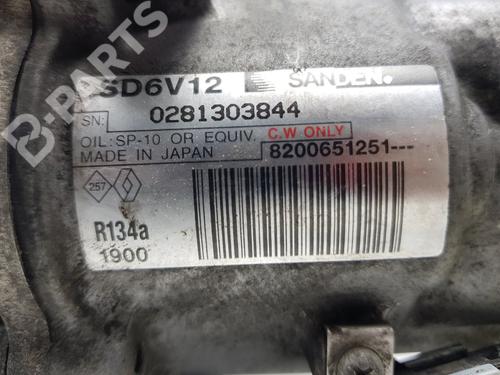 B-PARTS
SD6V12 SANDEN®
SN: 0281303844
OIL:SP-10 OR EQUIV. C.W ONLY
MADE IN JAPAN 8200651251---
257
R134a
1900